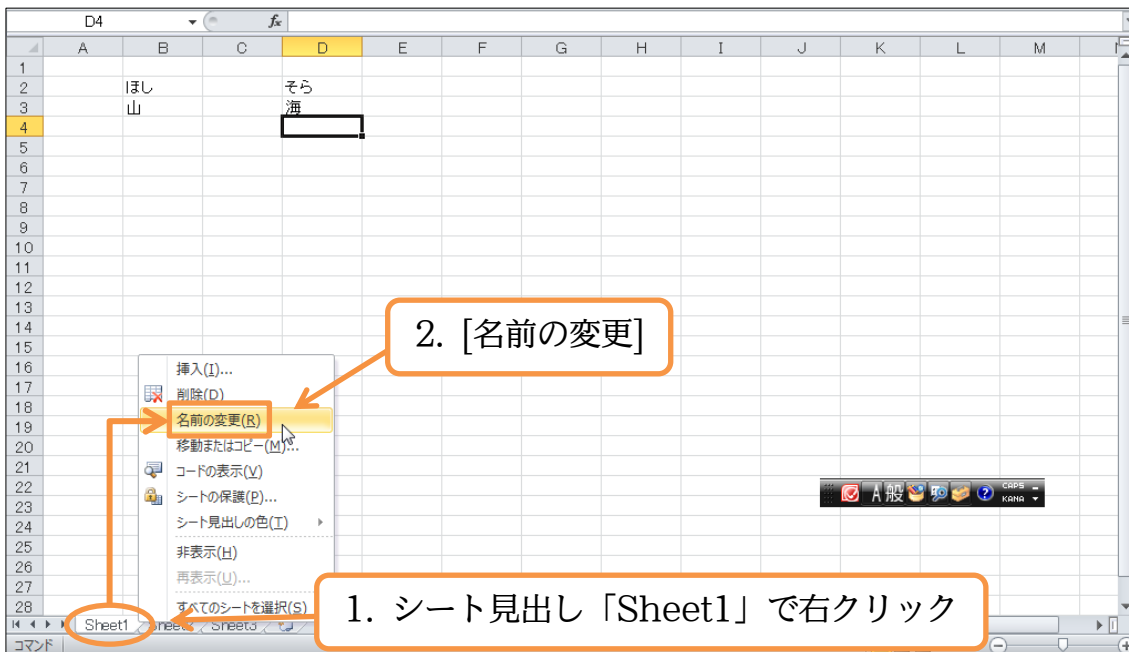 D4
fx
A B C D E F G H I J K L M
1
2 ほし そら
3 山 海
4
5
6
7
8
9
10
11
12
13
14
15
16
17
18
19
20
21
22
23
24
25
26
27
28
2. [名前の変更]
挿入(I)...
削除(D)
名前の変更(R)
移動またはコピー(M)...
コードの表示(V)
シートの保護(P)...
シート見出しの色(T)
非表示(H)
再表示(U)...
すべてのシートを選択(S)
A 般 CAPS
KANA
1. シート見出し「Sheet1」で右クリック
Sheet1 Sheet2 Sheet3
コマンド